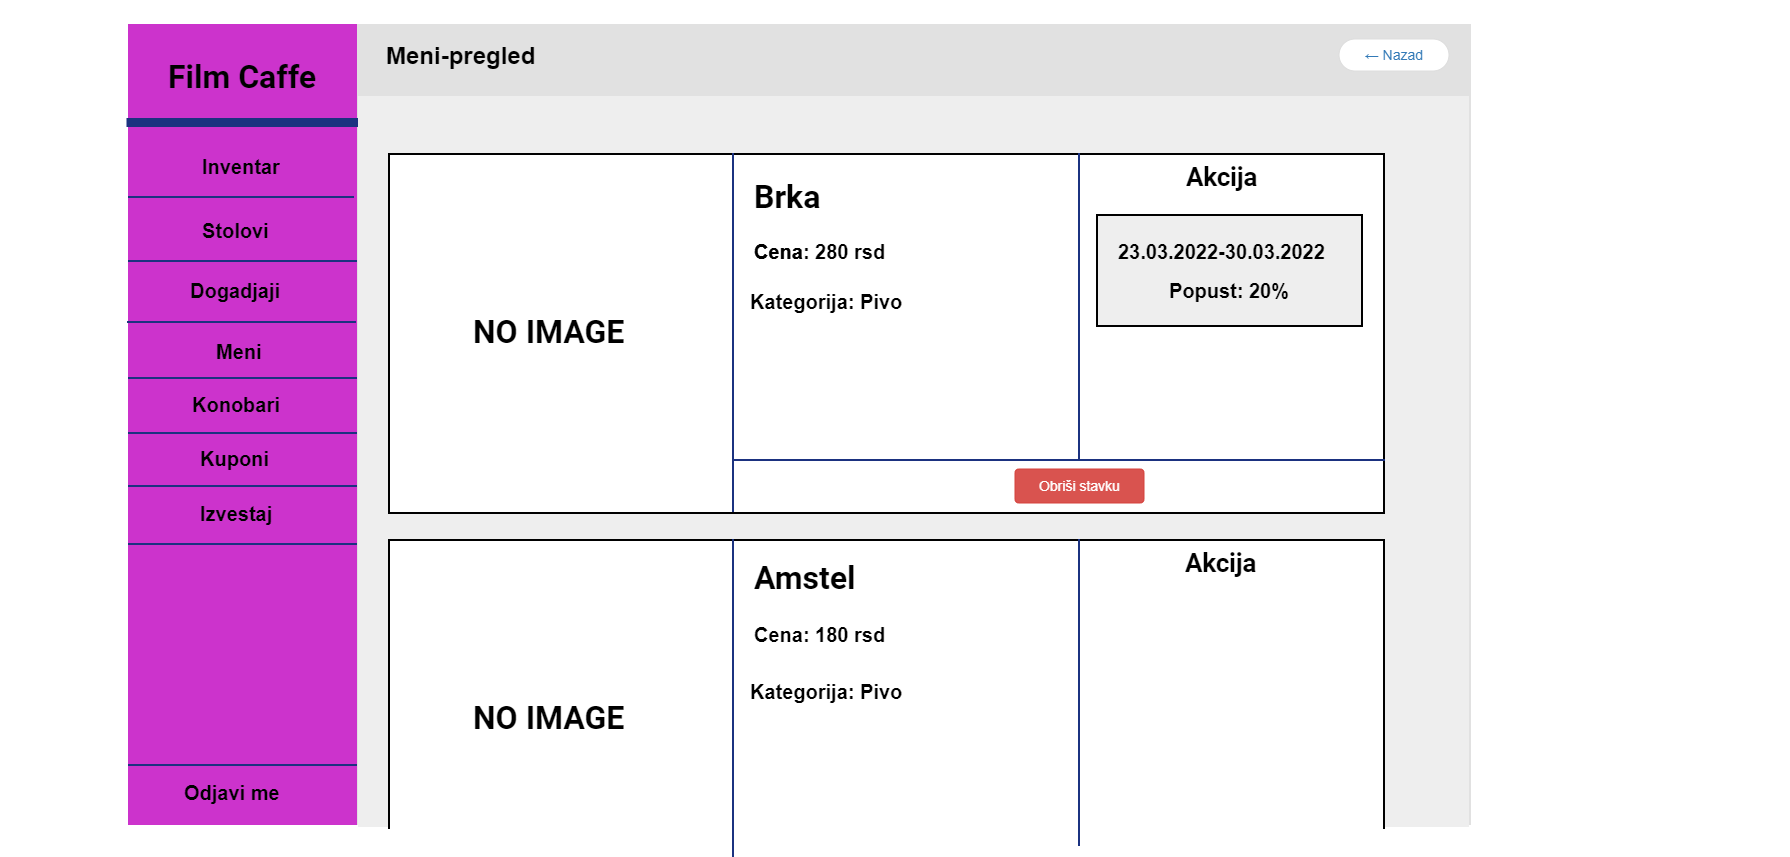 Film Caffe
Inventar
Stolovi
Dogadjaji
Meni
Konobari
Kuponi
Izvestaj
Odjavi me
Meni-pregled
← Nazad
NO IMAGE
Brka
Cena: 280 rsd
Kategorija: Pivo
Akcija
23.03.2022-30.03.2022
Popust: 20%
Obriši stavku
NO IMAGE
Amstel
Cena: 180 rsd
Kategorija: Pivo
Akcija